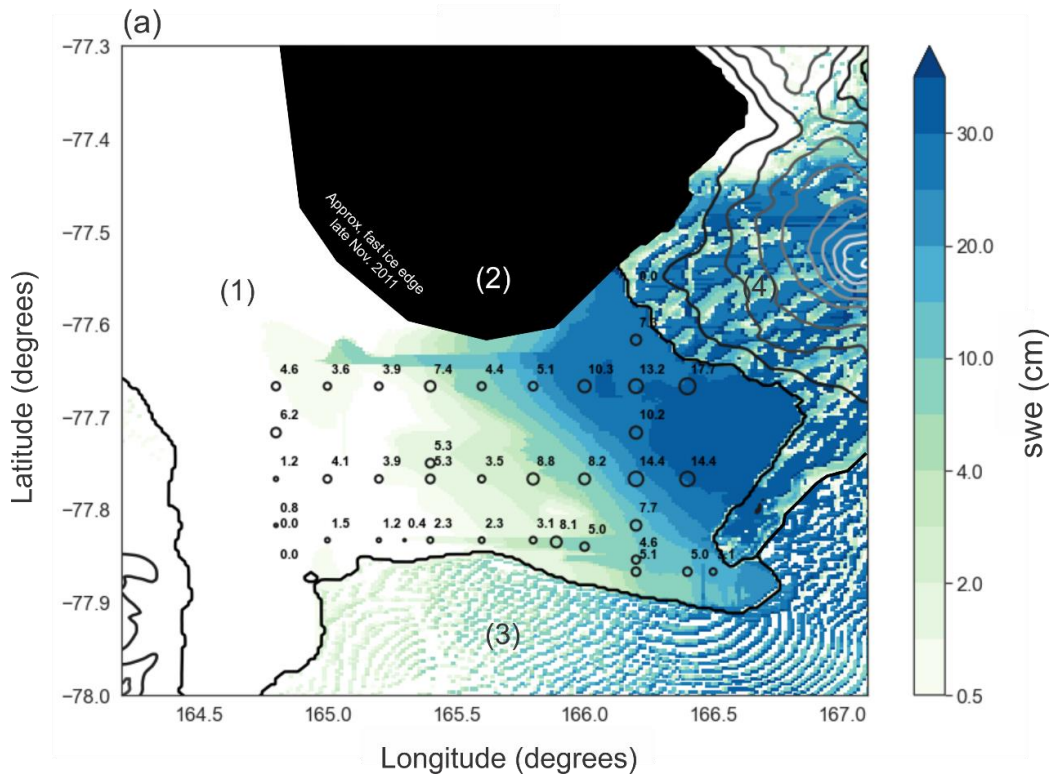 (a)
−77.3
−77.4
−77.5
−77.6
−77.7
−77.8
−77.9
−78.0
Latitude (degrees)
164.5 165.0 165.5 166.0 166.5 167.0
Longitude (degrees)
Approx, fast ice edge
late Nov. 2011
(1)
(2)
(3)
(4)
4.6 3.6 3.9 7.4 4.4 5.1 10.3 13.2 17.7
6.2 10.2
5.3
1.2 4.1 3.9 5.3 3.5 8.8 8.2 14.4 14.4
0.8 7.7
0.0 1.5 1.2 0.4 2.3 2.3 3.1 8.1 5.0
4.6
0.0 5.1 5.0
30.0
20.0
10.0
4.0
2.0
0.5
swe (cm)